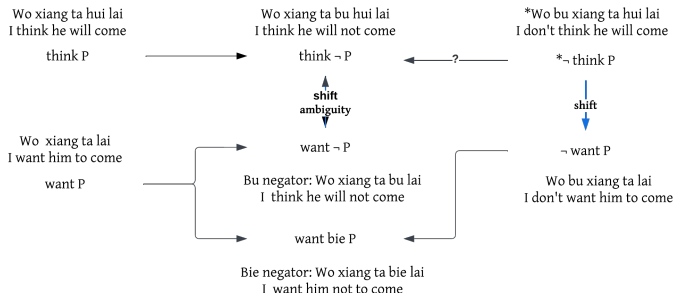 Wo xiang ta hui lai
I think he will come
think P
Wo xiang ta bu hui lai
I think he will not come
think ¬ P
*Wo bu xiang ta hui lai
I don't think he will come
*¬ think P
?
shift
ambiguity
shift
Wo xiang ta lai
I want him to come
want P
want ¬ P
Bu negator: Wo xiang ta bu lai
I think he will not come
¬ want P
Wo bu xiang ta lai
I don't want him to come
want bie P
Bie negator: Wo xiang ta bie lai
I want him not to come